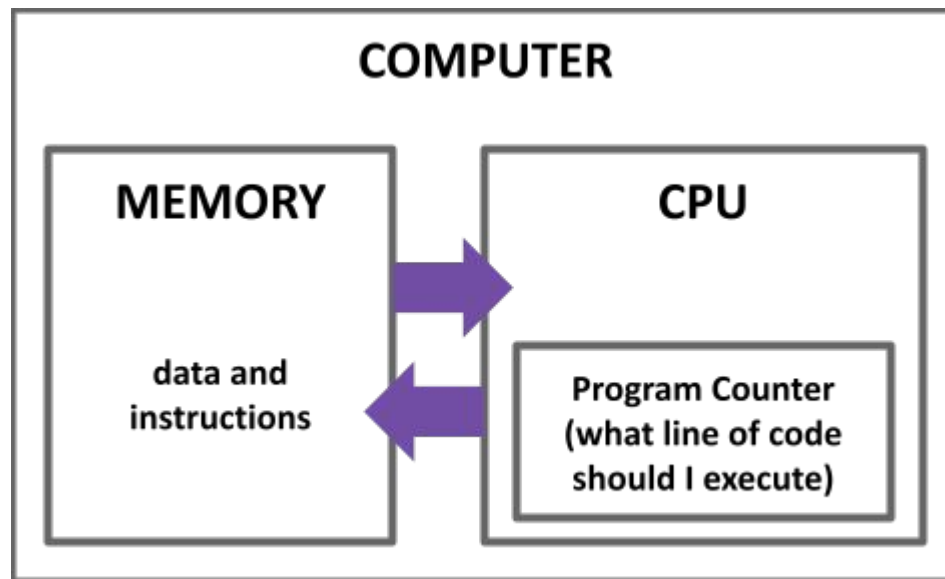 COMPUTER
MEMORY
data and
instructions
CPU
Program Counter
(what line of code
should I execute)